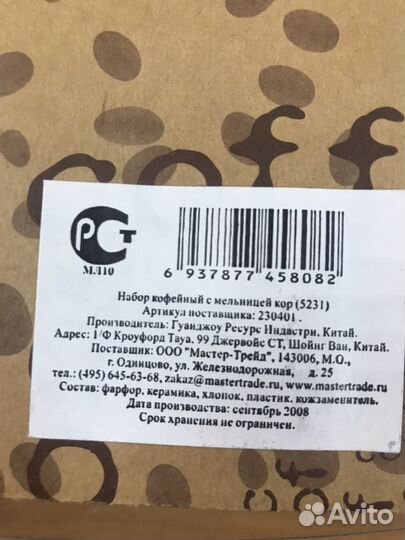 coff
РСТ
МЛ10
6 937877 458082
Набор кофейный с мельницей кор (5231)
Артикул поставщика: 230401 .
Производитель: Гуанджоу Ресурс Индастри, Китай.
Адрес: 1/Ф Кроуфорд Тауа, 99 Джервойс СТ, Шойнг Ван, Китай.
Поставщик: ООО "Мастер-Трейд", 143006, М.О.,
г. Одинцово, ул. Железнодорожная, д. 25
тел.: (495) 645-63-68, zakaz@mastertrade.ru, www.mastertrade.ru
Состав: фарфор, керамика, хлопок, пластик. кожзаменитель.
Дата производства: сентябрь 2008
Срок хранения не ограничен.
Avito